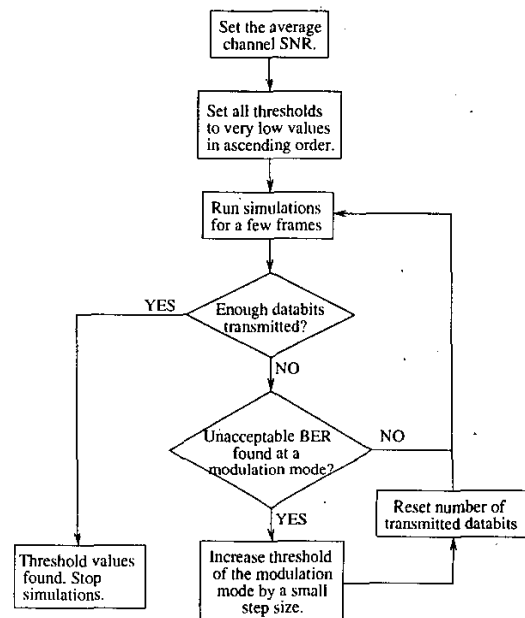 Set the average
channel SNR.
Set all thresholds
to very low values
in ascending order.
Run simulations
for a few frames
YES
Enough databits
transmitted?
NO
Unacceptable BER
found at a
modulation mode?
NO
YES
Reset number of
transmitted databits
Threshold values
found. Stop
simulations.
Increase threshold
of the modulation
mode by a small
step size.